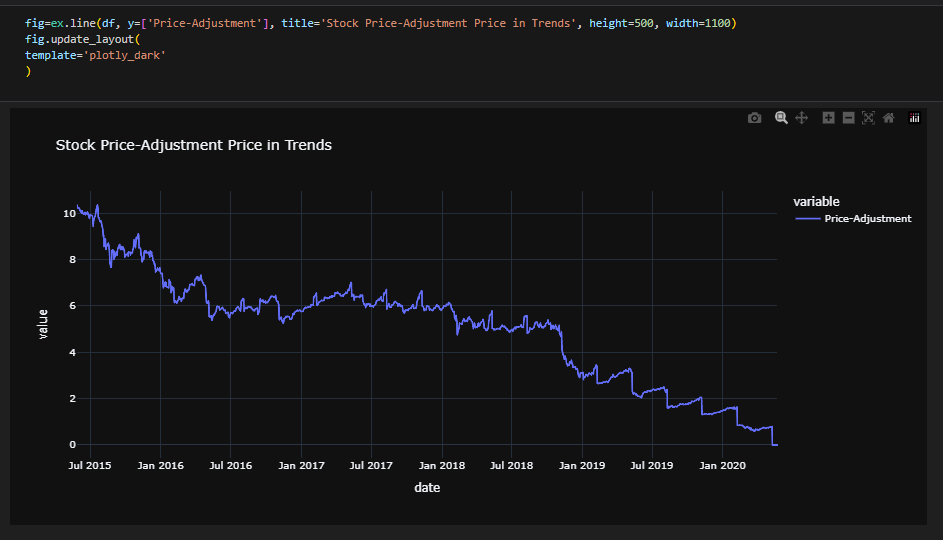 fig=ex.line(df, y=['Price-Adjustment'], title='Stock Price-Adjustment Price in Trends', height=500, width=1100)
fig.update_layout(
template='plotly_dark'
)
Stock Price-Adjustment Price in Trends
variable
Price-Adjustment
10
8
6
4
2
0
value
Jul 2015 Jan 2016 Jul 2016 Jan 2017 Jul 2017 Jan 2018 Jul 2018 Jan 2019 Jul 2019 Jan 2020
date